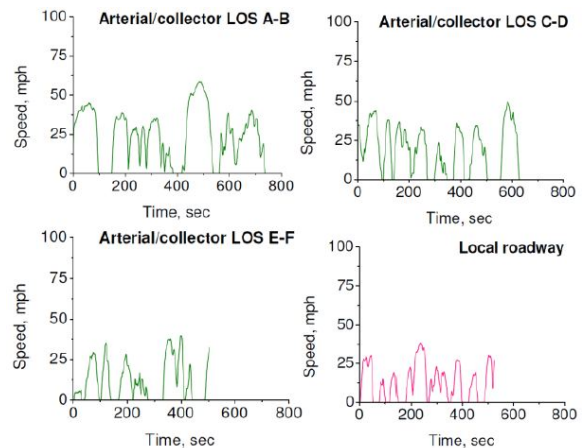 Arterial/collector LOS A-B
100
75
50
25
0
Speed, mph
0 200 400 600 800
Time, sec
Arterial/collector LOS C-D
100
75
50
25
0
Speed, mph
0 200 400 600 800
Time, sec
Arterial/collector LOS E-F
100
75
50
25
0
Speed, mph
0 200 400 600 800
Time, sec
Local roadway
100
75
50
25
0
Speed, mph
0 200 400 600 800
Time, sec